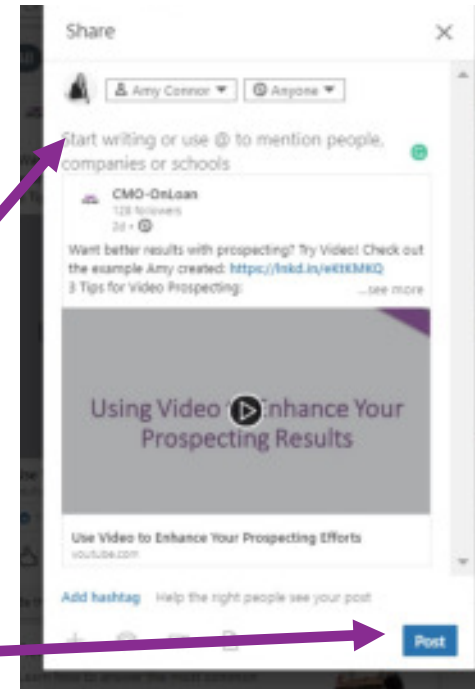 Share
Amy Connor
Anyone
Start writing or use @ to mention people,
companies or schools
CMO-OnLoan
128 followers
2d
Want better results with prospecting? Try Video! Check out
the example Amy created: https://lnkd.in/eKtKMKQ
3 Tips for Video Prospecting:
...see more
Using Video Enhance Your
Prospecting Results
Use Video to Enhance Your Prospecting Efforts
youtube.com
Add hashtag Help the right people see your post
Post